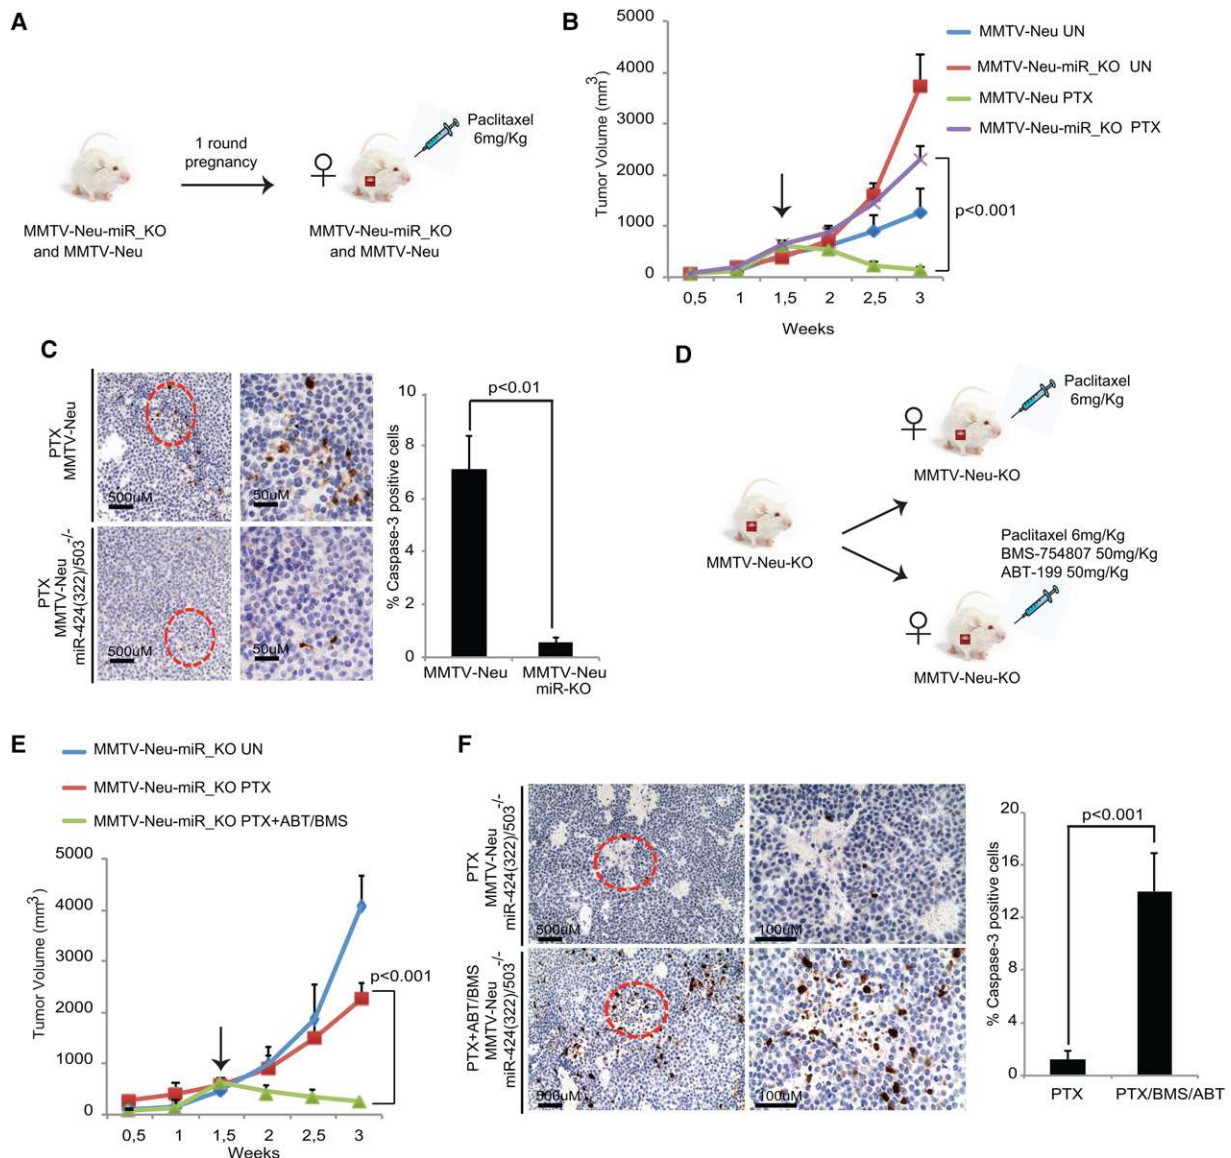 A
1 round
pregnancy
Paclitaxel
6mg/Kg
MMTV-Neu-miR_KO
and MMTV-Neu
MMTV-Neu-miR_KO
and MMTV-Neu
B
Tumor Volume (mm3)
5000
4000
3000
2000
1000
0
0,5 1 1,5 2 2,5 3
Weeks
MMTV-Neu UN
MMTV-Neu-miR_KO UN
MMTV-Neu PTX
MMTV-Neu-miR_KO PTX
p<0.001
C
PTX
MMTV-Neu
500uM
50uM
PTX
MMTV-Neu
miR-424(322)/503-/-
500uM
50uM
% Caspase-3 positive cells
10
8
6
4
2
0
p<0.01
MMTV-Neu
MMTV-Neu
miR-KO
D
MMTV-Neu-KO
Paclitaxel
6mg/Kg
MMTV-Neu-KO
Paclitaxel 6mg/Kg
BMS-754807 50mg/Kg
ABT-199 50mg/Kg
MMTV-Neu-KO
E
MMTV-Neu-miR_KO UN
MMTV-Neu-miR_KO PTX
MMTV-Neu-miR_KO PTX+ABT/BMS
Tumor Volume (mm3)
5000
4000
3000
2000
1000
0
0,5 1 1,5 2 2,5 3
Weeks
p<0.001
F
PTX
MMTV-Neu
miR-424(322)/503-/-
500uM
100uM
PTX+ABT/BMS
MMTV-Neu
miR-424(322)/503-/-
500uM
100uM
% Caspase-3 positive cells
20
16
12
8
4
0
p<0.001
PTX
PTX/BMS/ABT